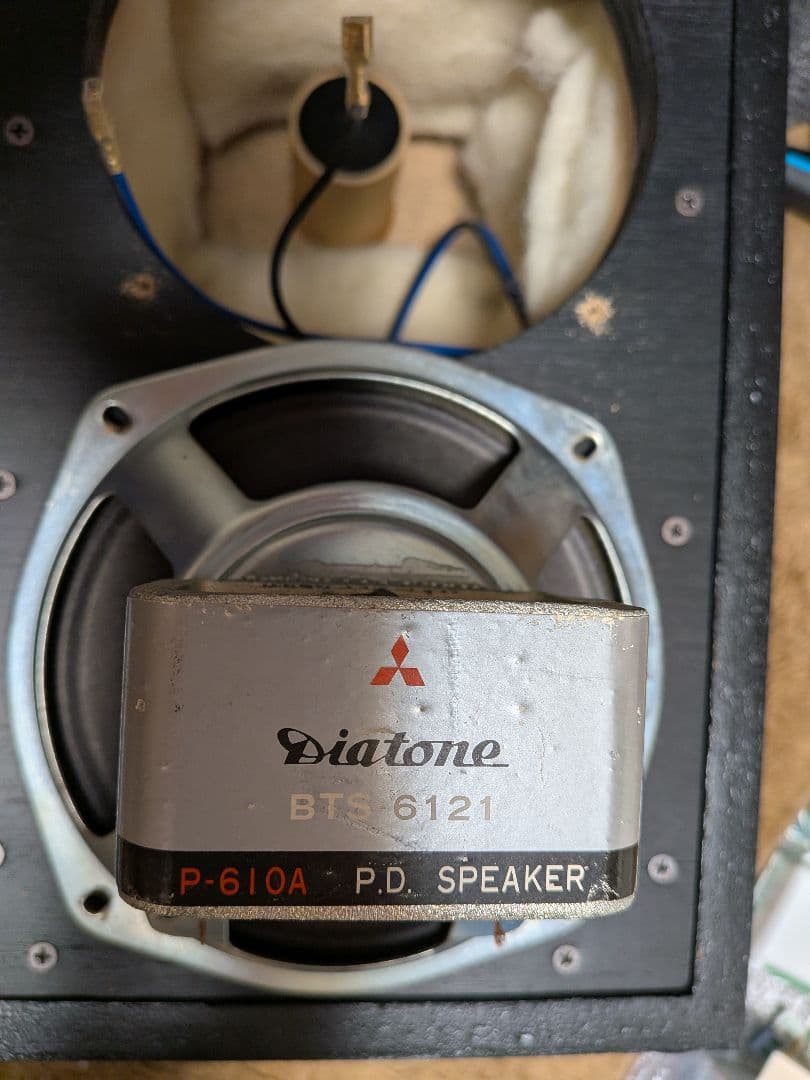 Diatone
BTS-6121
P-610A P.D. SPEAKER